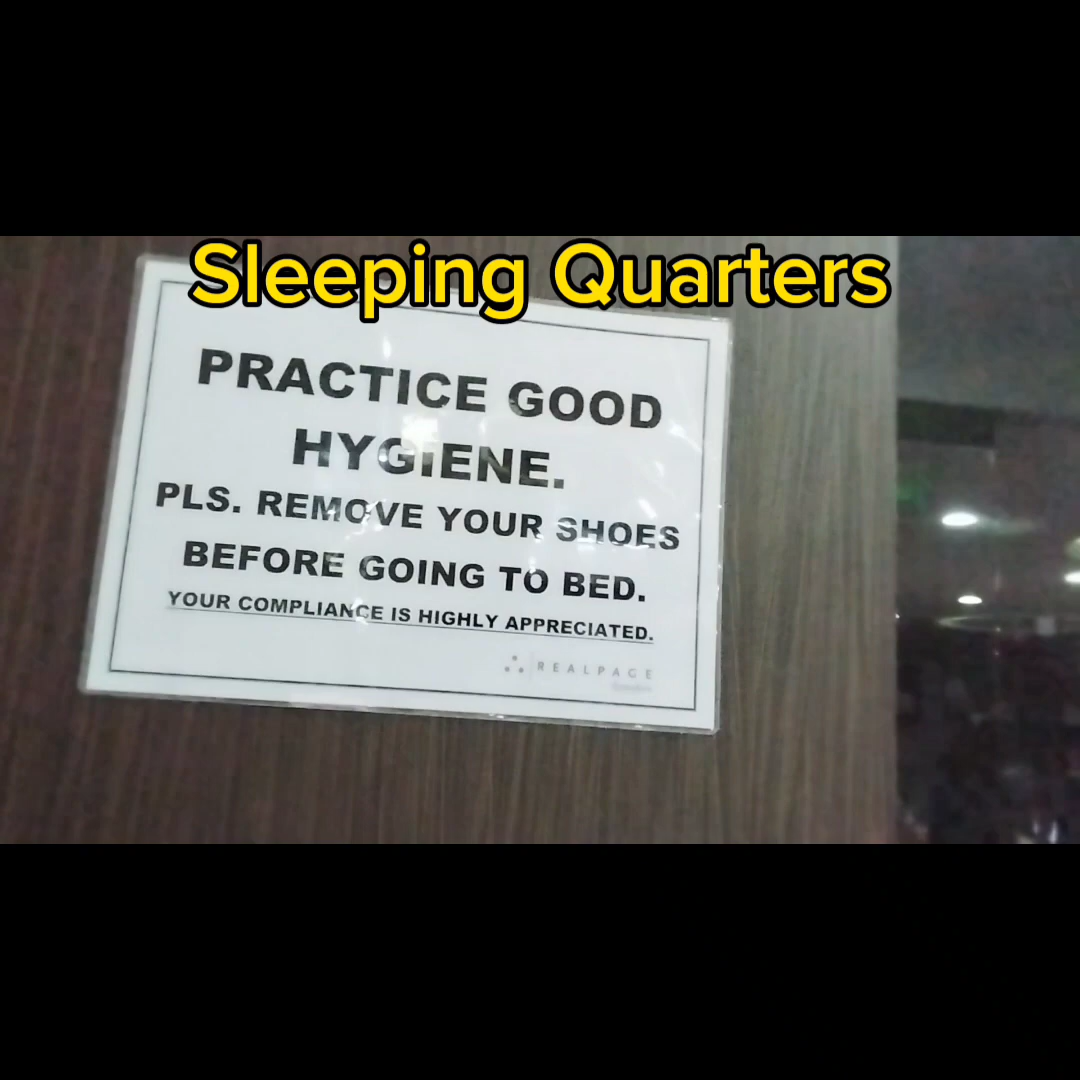 Sleeping Quarters
PRACTICE GOOD
HYGIENE.
PLS. REMOVE YOUR SHOES
BEFORE GOING TO BED.
YOUR COMPLIANCE IS HIGHLY APPRECIATED.
REALPAGE